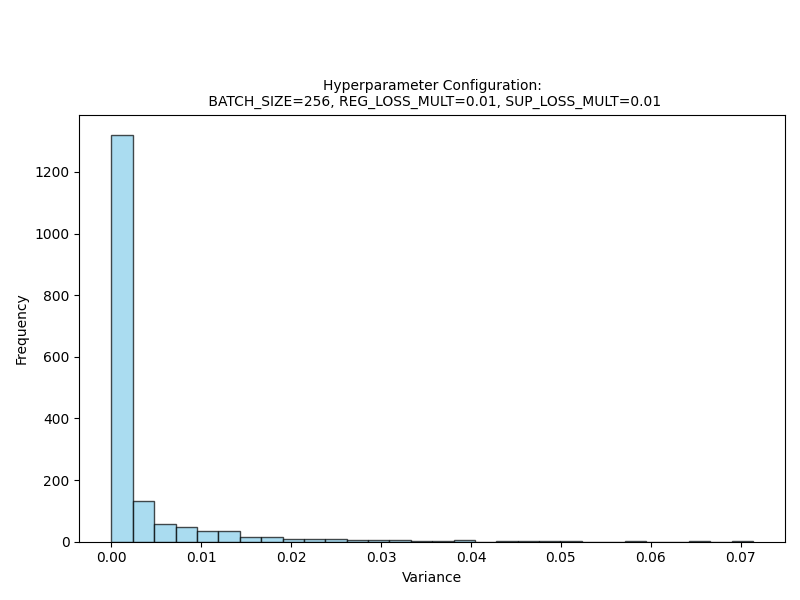 Hyperparameter Configuration:
BATCH_SIZE=256, REG_LOSS_MULT=0.01, SUP_LOSS_MULT=0.01
1200
1000
800
600
400
200
0
Frequency
0.00 0.01 0.02 0.03 0.04 0.05 0.06 0.07
Variance